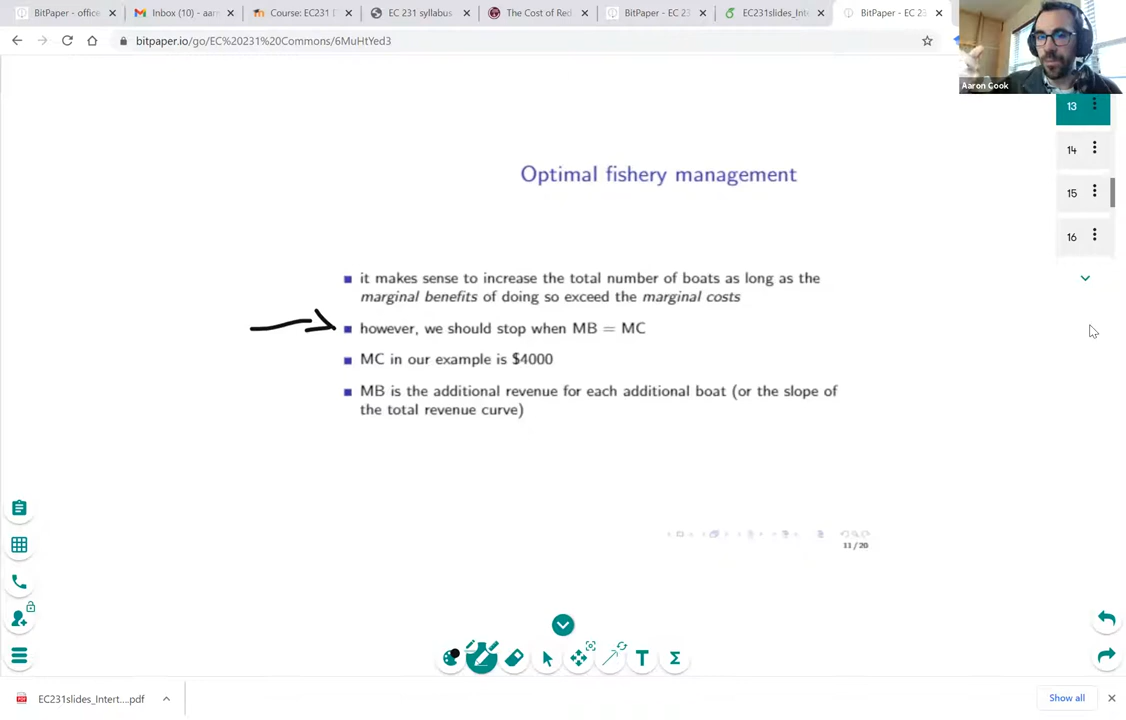 BitPaper - office
Inbox (10) - aar
Course: EC231 I
EC 231 syllabus
The Cost of Red
BitPaper - EC 23
EC231slides_Int
BitPaper - EC 23
bitpaper.io/go/EC%20231%20Commons/6MuHtYed3
Aaron Cook
13
14
15
16
Optimal fishery management
it makes sense to increase the total number of boats as long as the
marginal benefits of doing so exceed the marginal costs
however, we should stop when MB = MC
MC in our example is $4000
MB is the additional revenue for each additional boat (or the slope of
the total revenue curve)
11/20
T
Σ
EC231slides_Intert....pdf
Show all